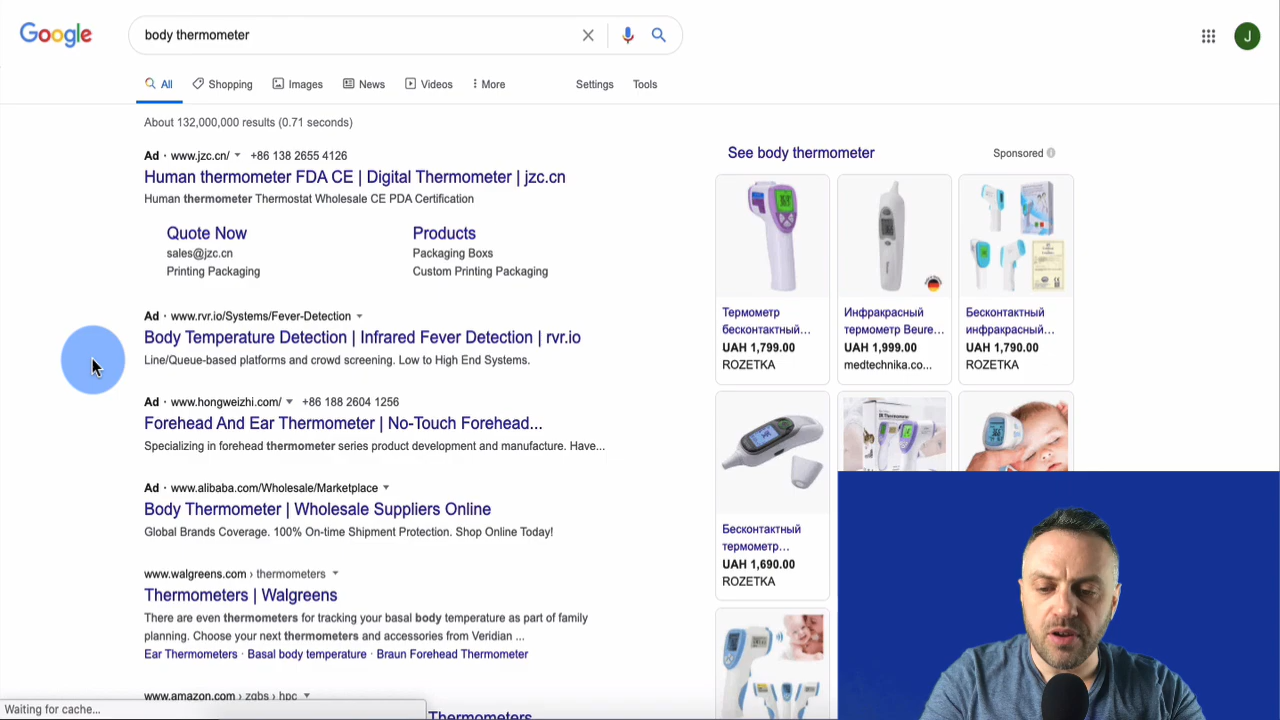 Google
body thermometer
J
All
Shopping
Images
News
Videos
More
Settings
Tools
About 132,000,000 results (0.71 seconds)
Ad · www.jzc.cn/ +86 138 2655 4126
Human thermometer FDA CE | Digital Thermometer | jzc.cn
Human thermometer Thermostat Wholesale CE PDA Certification
Quote Now
sales@jzc.cn
Printing Packaging
Products
Packaging Boxs
Custom Printing Packaging
Ad · www.rvr.io/Systems/Fever-Detection
Body Temperature Detection | Infrared Fever Detection | rvr.io
Line/Queue-based platforms and crowd screening. Low to High End Systems.
Ad · www.hongweizhi.com/ +86 188 2604 1256
Forehead And Ear Thermometer | No-Touch Forehead...
Specializing in forehead thermometer series product development and manufacture. Have...
Ad · www.alibaba.com/Wholesale/Marketplace
Body Thermometer | Wholesale Suppliers Online
Global Brands Coverage. 100% On-time Shipment Protection. Shop Online Today!
www.walgreens.com › thermometers
Thermometers | Walgreens
There are even thermometers for tracking your basal body temperature as part of family
planning. Choose your next thermometers and accessories from Veridian ...
Ear Thermometers · Basal body temperature · Braun Forehead Thermometer
www.amazon.com › zgbs › hpc
Thermometers
Waiting for cache...
See body thermometer
Sponsored
Термометр
бесконтактный...
UAH 1,799.00
ROZETKA
Инфракрасный
термометр Beure...
UAH 1,999.00
medtechnika.co...
Бесконтактный
инфракрасный...
UAH 1,790.00
ROZETKA
Бесконтактный
термометр...
UAH 1,690.00
ROZETKA